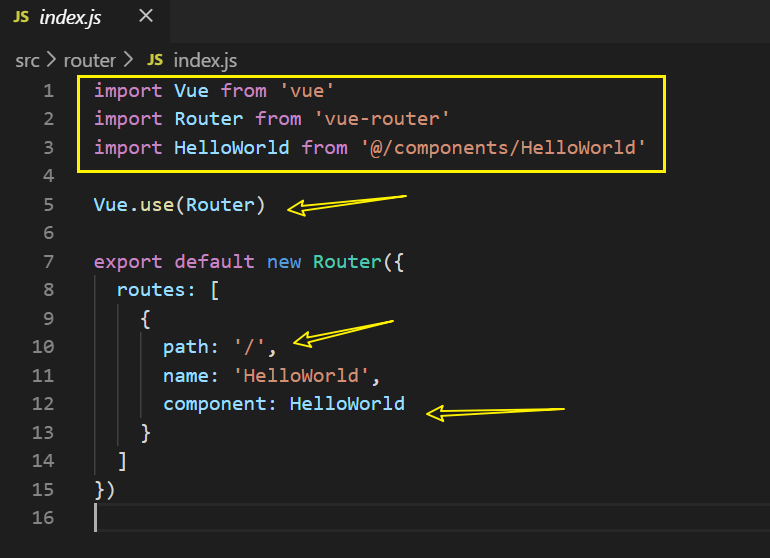 JS index.js ×
src > router > JS index.js
1 import Vue from 'vue'
2 import Router from 'vue-router'
3 import HelloWorld from '@/components/HelloWorld'
4
5 Vue.use(Router)
6
7 export default new Router({
8   routes: [
9     {
10       path: '/',
11       name: 'HelloWorld',
12       component: HelloWorld
13     }
14   ]
15 })
16